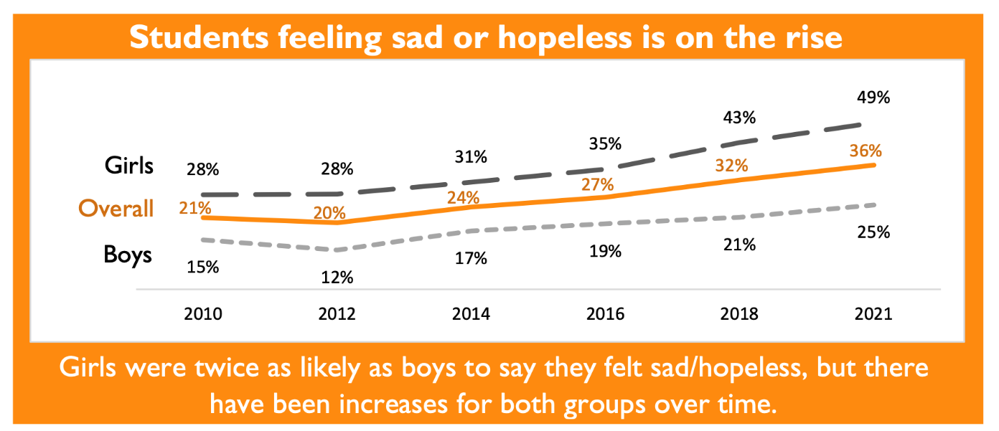 Students feeling sad or hopeless is on the rise
49%
43%
36%
35%
32%
31%
Girls 28% 28%
27%
24%
Overall 21% 20%
25%
21%
19%
Boys 15% 12% 17%
2010 2012 2014 2016 2018 2021
Girls were twice as likely as boys to say they felt sad/hopeless, but there
have been increases for both groups over time.